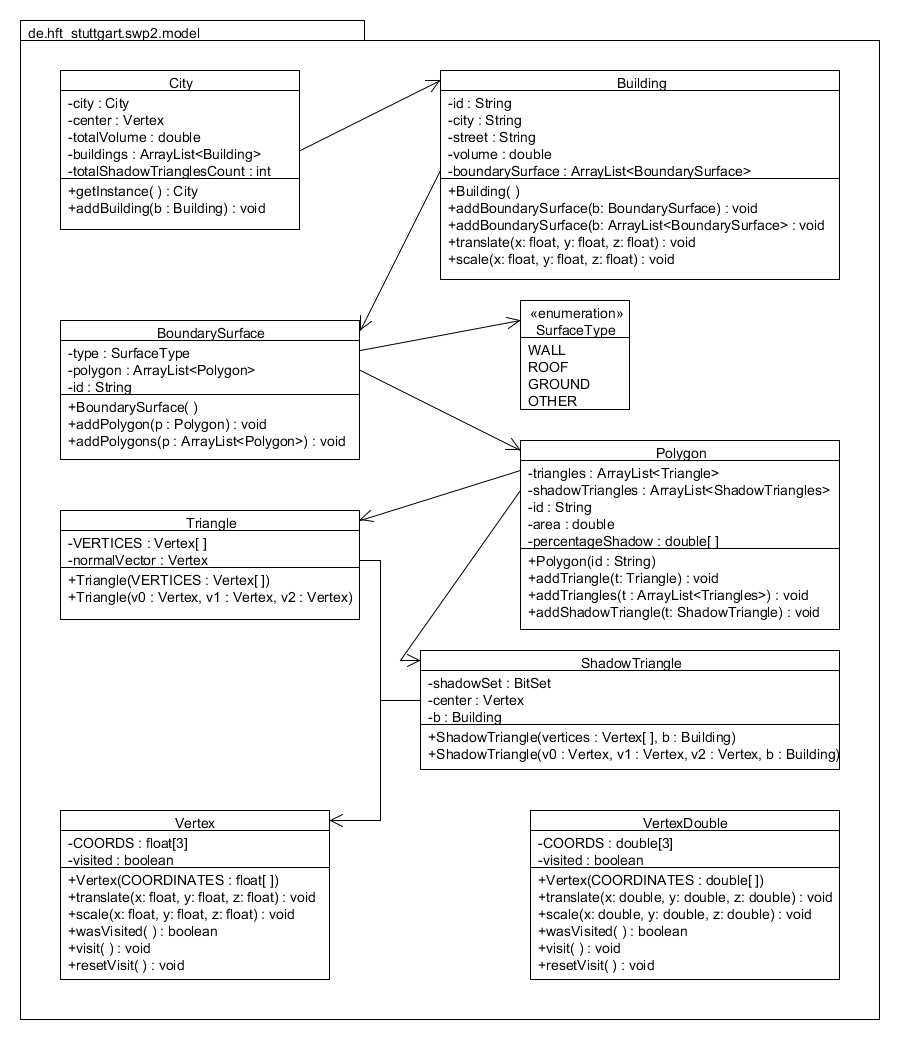 de.hft_stuttgart.swp2.model
City
-city : City
-center : Vertex
-totalVolume : double
-buildings : ArrayList<Building>
-totalShadowTrianglesCount : int
+getInstance( ) : City
+addBuilding(b : Building) : void
Building
-id : String
-city : String
-street : String
-volume : double
-boundarySurface : ArrayList<BoundarySurface>
+Building( )
+addBoundarySurface(b: BoundarySurface) : void
+addBoundarySurface(b: ArrayList<BoundarySurface> : void
+translate(x: float, y: float, z: float) : void
+scale(x: float, y: float, z: float) : void
BoundarySurface
-type : SurfaceType
-polygon : ArrayList<Polygon>
-id : String
+BoundarySurface( )
+addPolygon(p : Polygon) : void
+addPolygons(p : ArrayList<Polygon>) : void
«enumeration»
SurfaceType
WALL
ROOF
GROUND
OTHER
Polygon
-triangles : ArrayList<Triangle>
-shadowTriangles : ArrayList<ShadowTriangles>
-id : String
-area : double
-percentageShadow : double[ ]
+Polygon(id : String)
+addTriangle(t: Triangle) : void
+addTriangles(t : ArrayList<Triangles>) : void
+addShadowTriangle(t: ShadowTriangle) : void
Triangle
-VERTICES : Vertex[ ]
-normalVector : Vertex
+Triangle(VERTICES : Vertex[ ])
+Triangle(v0 : Vertex, v1 : Vertex, v2 : Vertex)
ShadowTriangle
-shadowSet : BitSet
-center : Vertex
-b : Building
+ShadowTriangle(vertices : Vertex[ ], b : Building)
+ShadowTriangle(v0 : Vertex, v1 : Vertex, v2 : Vertex, b : Building)
Vertex
-COORDS : float[3]
-visited : boolean
+Vertex(COORDINATES : float[ ])
+translate(x: float, y: float, z: float) : void
+scale(x: float, y: float, z: float) : void
+wasVisited( ) : boolean
+visit( ) : void
+resetVisit( ) : void
VertexDouble
-COORDS : double[3]
-visited : boolean
+Vertex(COORDINATES : double[ ])
+translate(x: double, y: double, z: double) : void
+scale(x: double, y: double, z: double) : void
+wasVisited( ) : boolean
+visit( ) : void
+resetVisit( ) : void